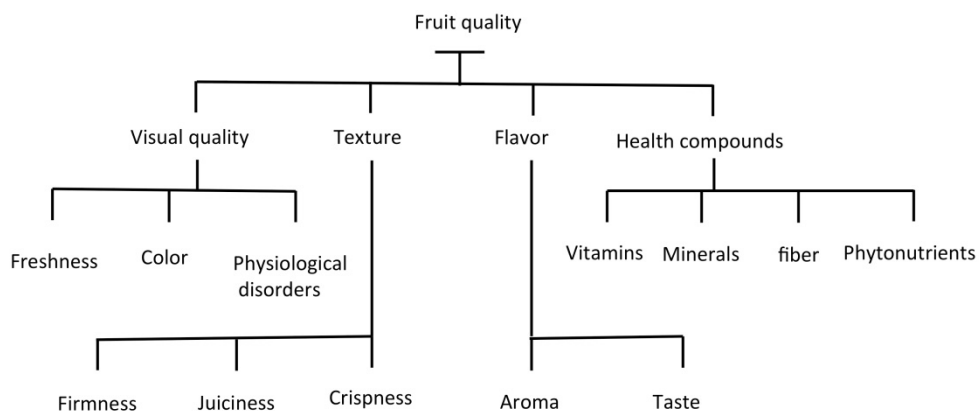 Fruit quality
Visual quality
Texture
Flavor
Health compounds
Freshness
Color
Physiological
disorders
Vitamins
Minerals
fiber
Phytonutrients
Firmness
Juiciness
Crispness
Aroma
Taste